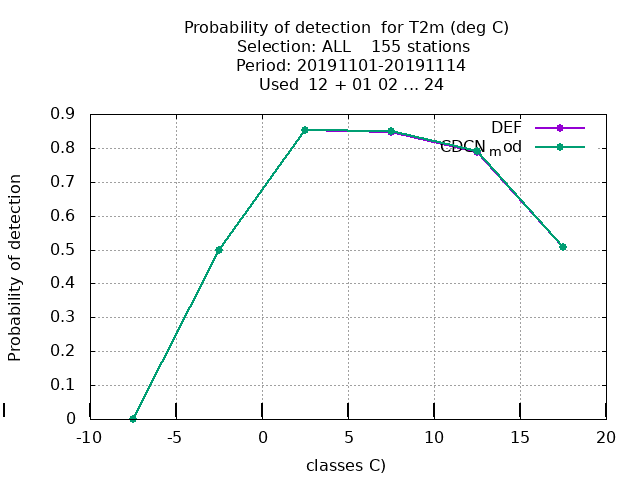 Probability of detection for T2m (deg C)
Selection: ALL 155 stations
Period: 20191101-20191114
Used 12 + 01 02 ... 24
DEF
CDCN_mod
Probability of detection
0.9
0.8
0.7
0.6
0.5
0.4
0.3
0.2
0.1
0
-10 -5 0 5 10 15 20
classes C)